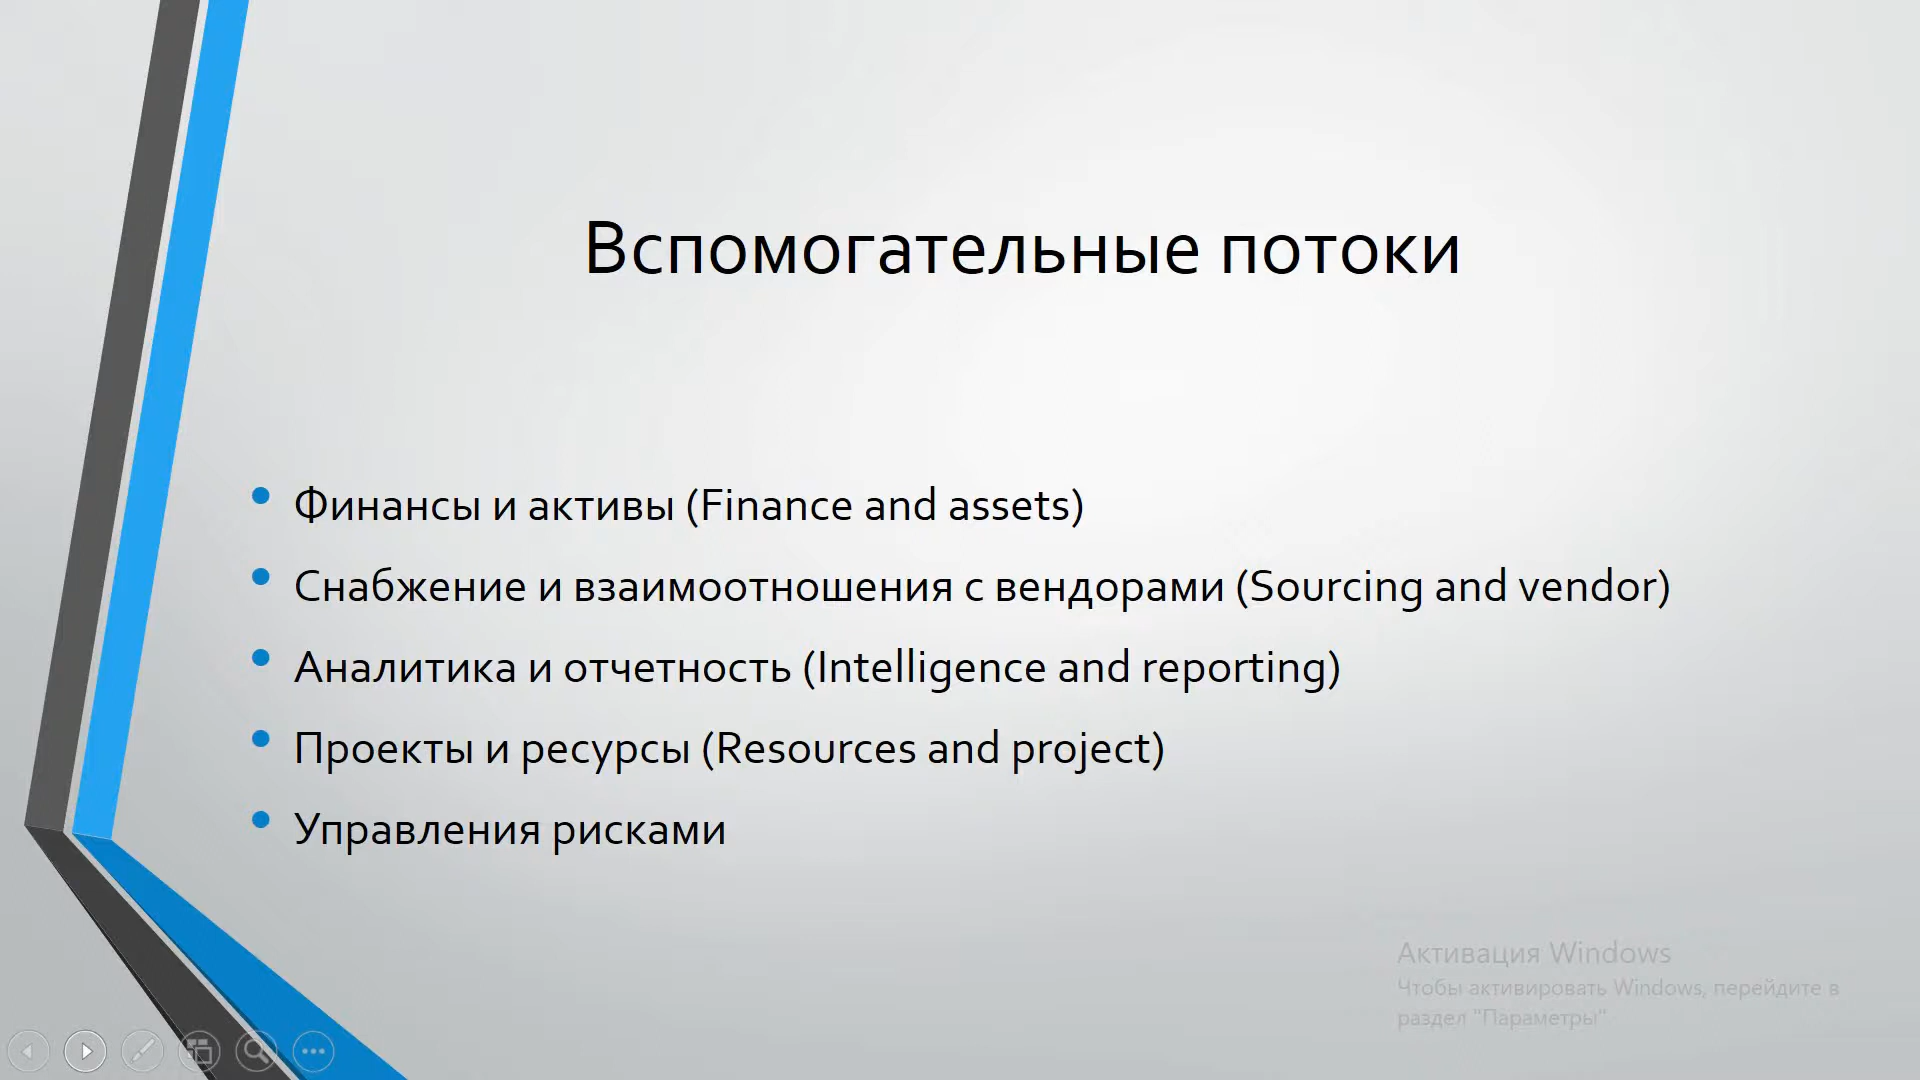 Вспомогательные потоки
Финансы и активы (Finance and assets)
Снабжение и взаимоотношения с вендорами (Sourcing and vendor)
Аналитика и отчетность (Intelligence and reporting)
Проекты и ресурсы (Resources and project)
Управления рисками
Активация Windows
Чтобы активировать Windows, перейдите в
раздел "Параметры"